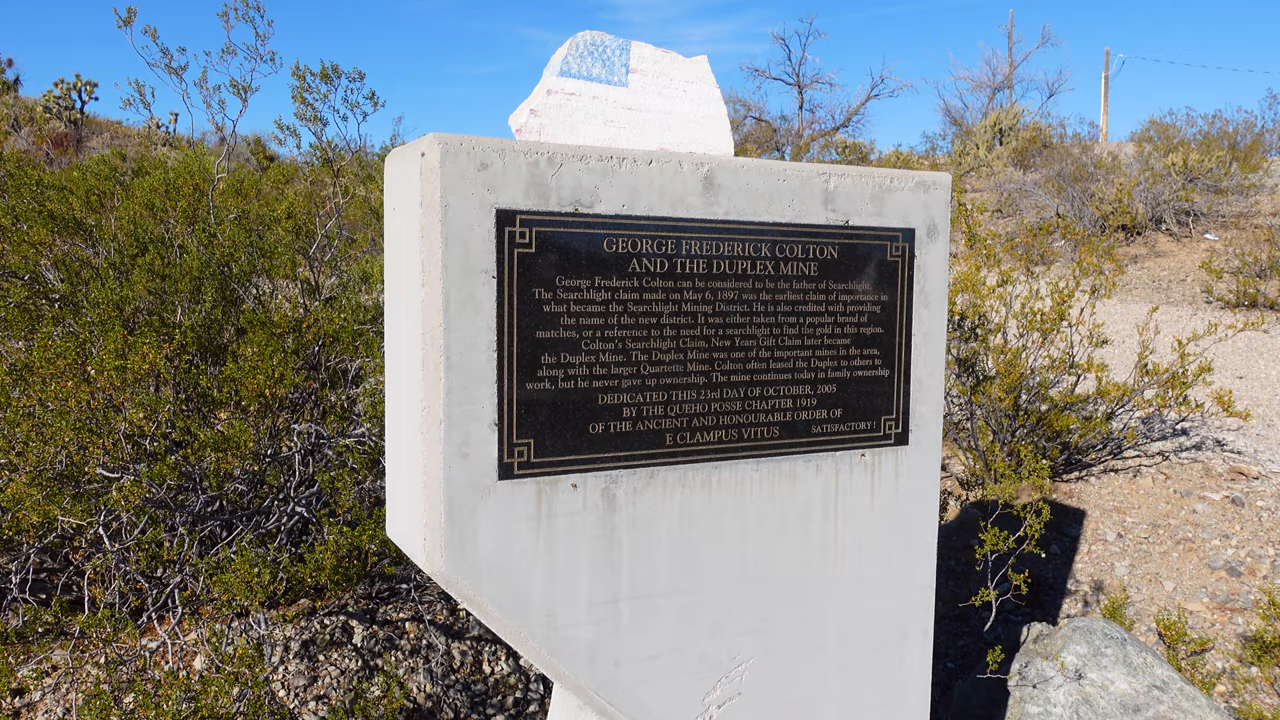 GEORGE FREDERICK COLTON
AND THE DUPLEX MINE
George Frederick Colton can be considered to be the father of Searchlight.
The Searchlight claim made on May 6, 1897 was the earliest claim of importance in
what became the Searchlight Mining District. He is also credited with providing
the name of the new district. It was either taken from a popular brand of
matches, or a reference to the need for a searchlight to find the gold in this region.
Colton's Searchlight Claim, New Years Gift Claim later became
the Duplex Mine. The Duplex Mine was one of the important mines in the area,
along with the larger Quartette Mine. Colton often leased the Duplex to others to
work, but he never gave up ownership. The mine continues today in family ownership
DEDICATED THIS 23rd DAY OF OCTOBER, 2005
BY THE QUEHO POSSE CHAPTER 1919
OF THE ANCIENT AND HONOURABLE ORDER OF
E CLAMPUS VITUS
SATISFACTORY !